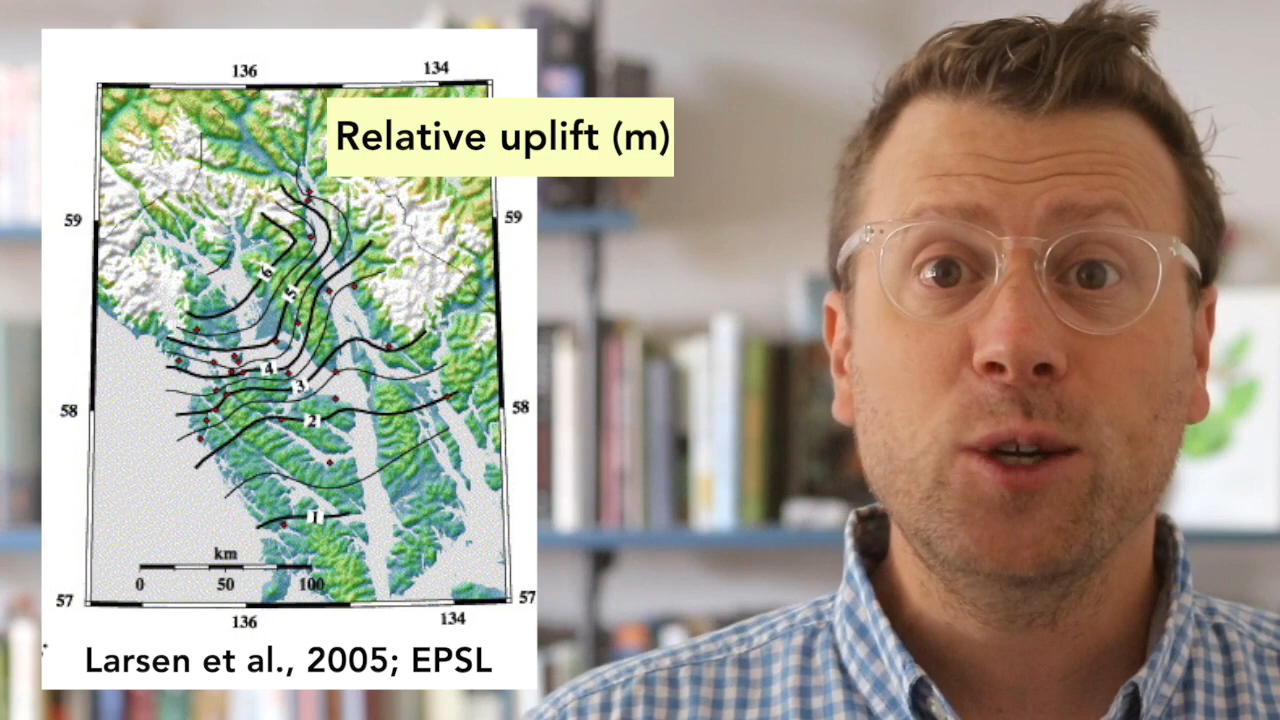 136 134
Relative uplift (m)
59 59
6
5
4
3
2
58 58
1
km
0 50 100
57 57
136 134
Larsen et al., 2005; EPSL